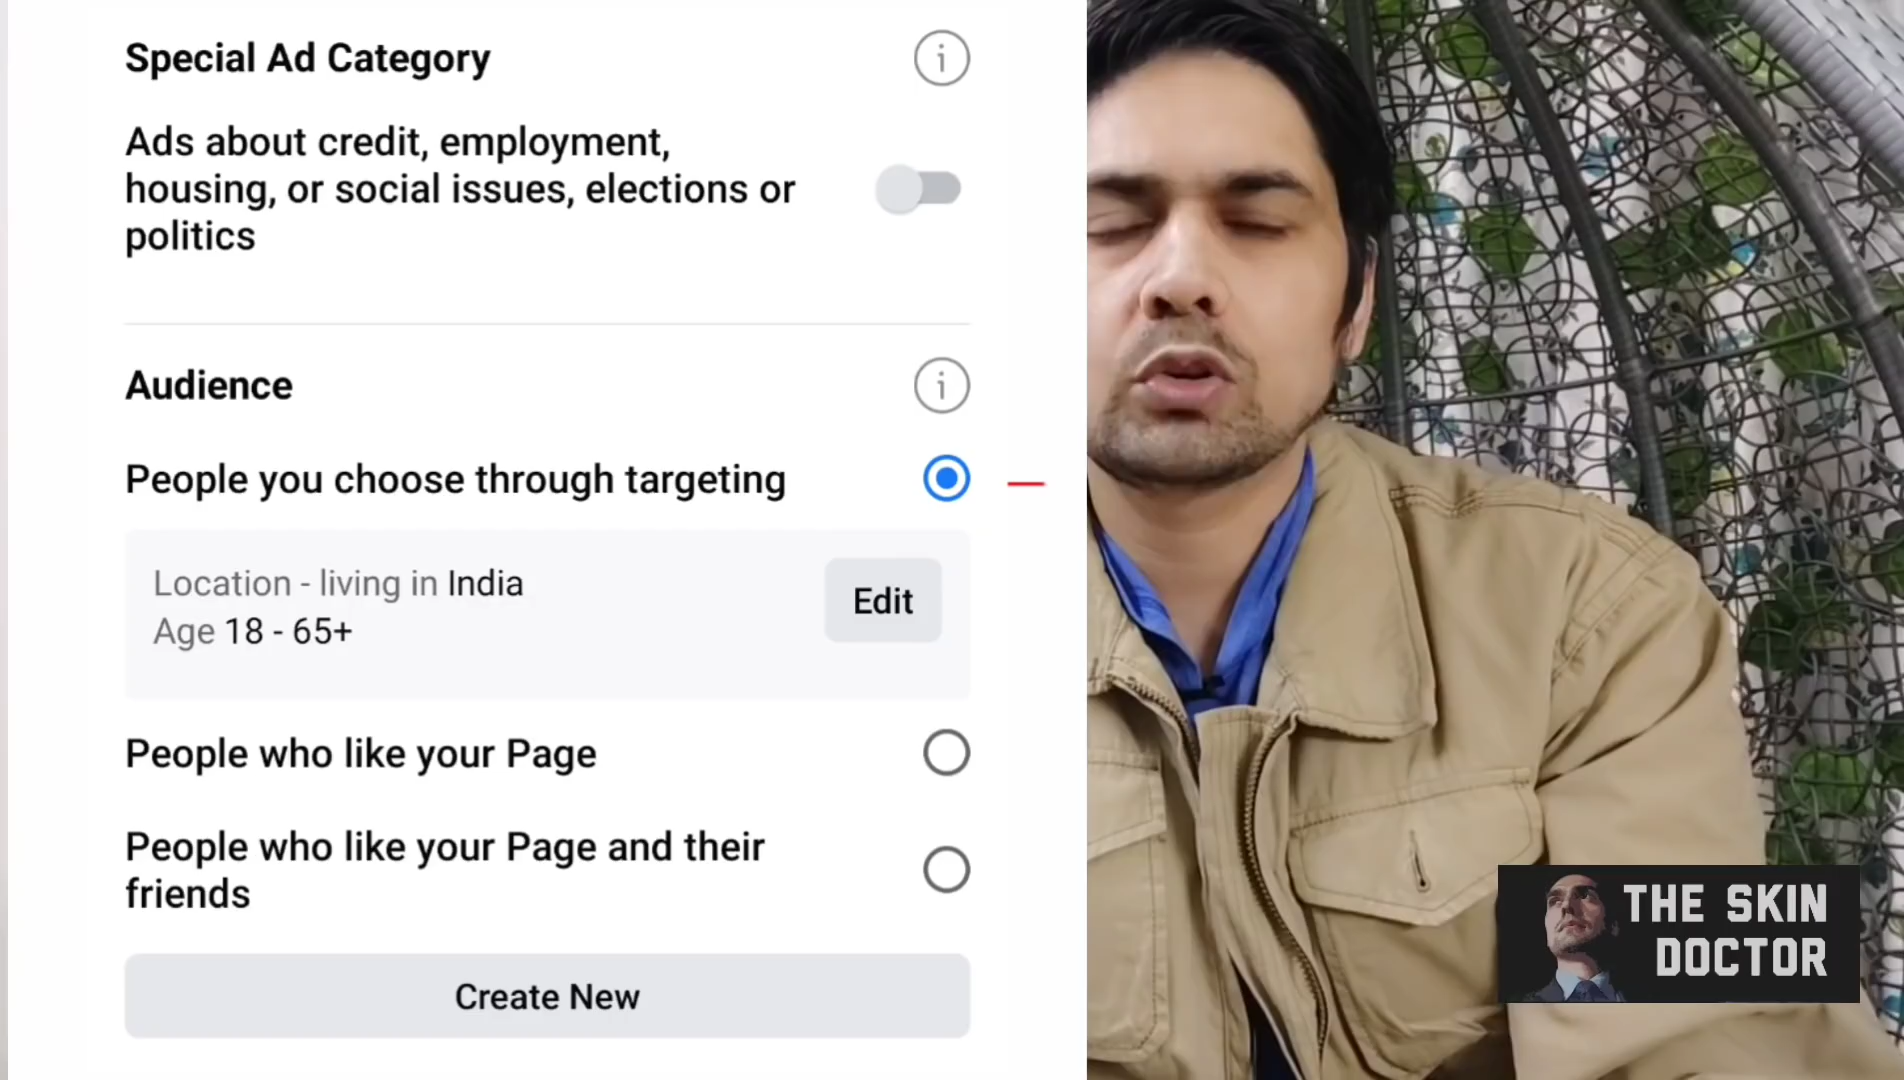 Special Ad Category
Ads about credit, employment,
housing, or social issues, elections or
politics
Audience
People you choose through targeting
Location - living in India
Age 18 - 65+
Edit
People who like your Page
People who like your Page and their
friends
Create New
THE SKIN
DOCTOR